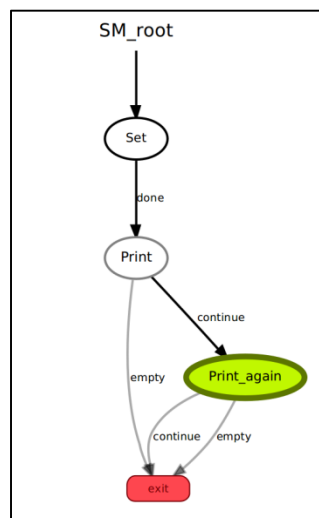 SM_root
Set
done
Print
continue
Print_again
empty
continue
empty
exit